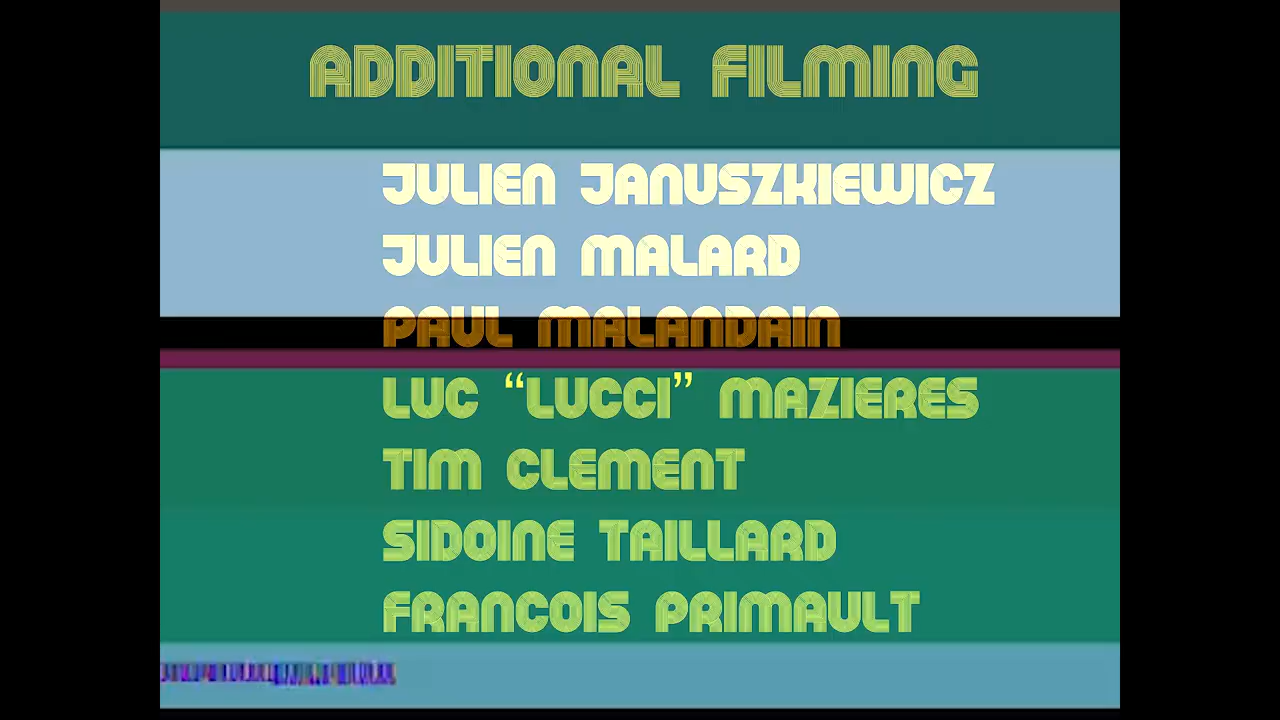 ADDITIONAL FILMING
JULIEN JANUSZKIEWICZ
JULIEN MALARD
PAUL MALANDAIN
LUC “LUCCI” MAZIERES
TIM CLEMENT
SIDOINE TAILLARD
FRANCOIS PRIMAULT